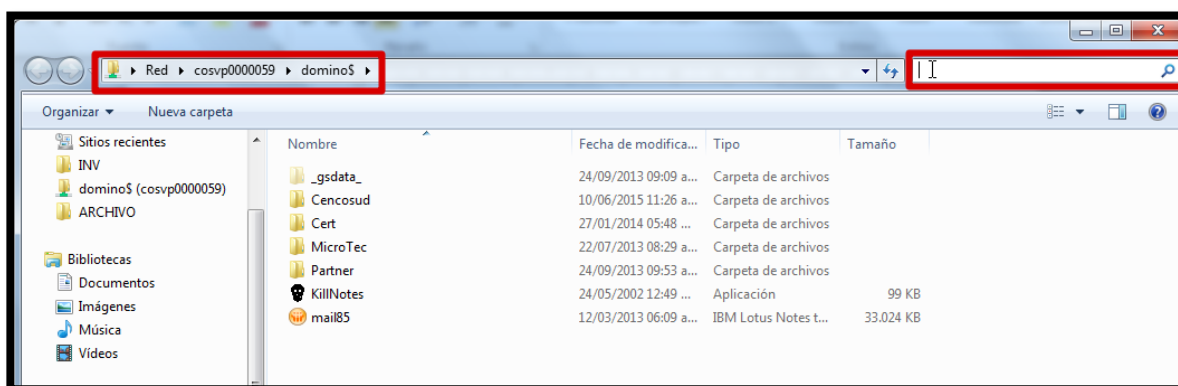 Red cosvp0000059 domino$
Organizar Nueva carpeta
Sitios recientes
INV
domino$ (cosvp0000059)
ARCHIVO
Bibliotecas
Documentos
Imágenes
Música
Vídeos
Nombre Fecha de modifica... Tipo Tamaño
_gsdata_ 24/09/2013 09:09 a... Carpeta de archivos
Cencosud 10/06/2015 11:26 a... Carpeta de archivos
Cert 27/01/2014 05:48 ... Carpeta de archivos
MicroTec 22/07/2013 08:29 a... Carpeta de archivos
Partner 24/09/2013 09:53 a... Carpeta de archivos
KillNotes 24/05/2002 12:49 ... Aplicación 99 KB
mail85 12/03/2013 06:09 a... IBM Lotus Notes t... 33.024 KB